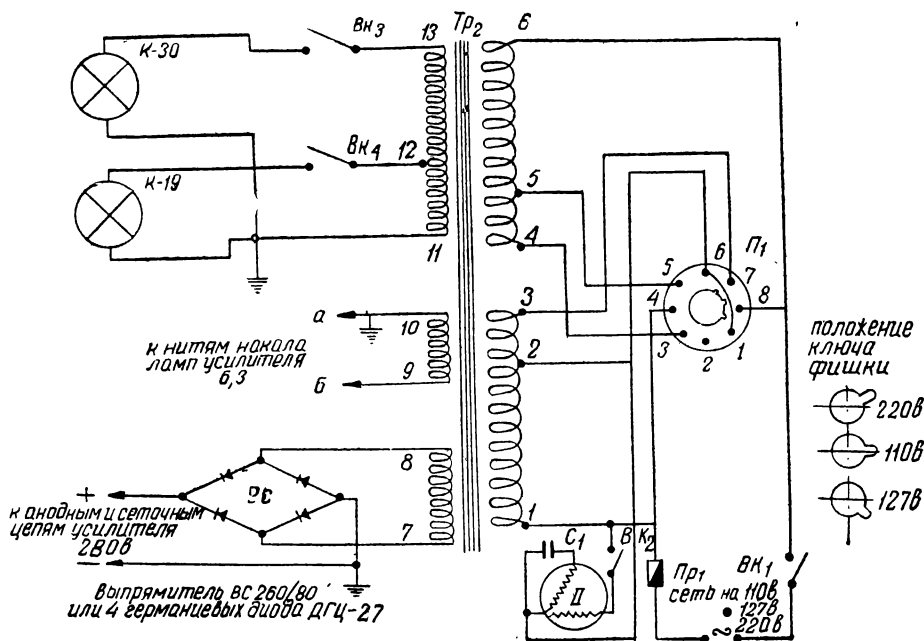 К-30
Вк3
13
Тр2
6
К-19
Вк4
12
11
5
4
а
10
к нитям накала
ламп усилителя
6,3
9
б
3
2
5
6
П1
7
4
8
3
2
1
положение
ключа
фишки
220в
110в
127в
8
7
ВС
+
к анодным и сеточным
цепям усилителя
280в
—
выпрямитель ВС 260/80
или 4 германиевых диода ДГЦ-27
1
С1
В К2
II
Пр1
Вк1
сеть на 110в
127в
220в